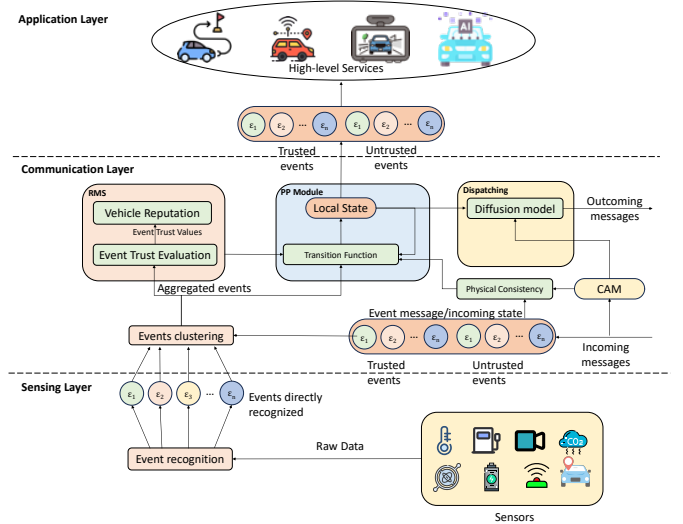 Application Layer
AI
High-level Services
ε1 ε2 ... εn ε1 ε2 ... εn
Trusted
events
Untrusted
events
Communication Layer
RMS
Vehicle Reputation
Event Trust Values
Event Trust Evaluation
PP Module
Local State
Transition Function
Dispatching
Diffusion model
Outcoming
messages
Aggregated events
Physical Consistency
CAM
Event message/incoming state
Events clustering
ε1 ε2 ... εn ε1 ε2 ... εn
Incoming
messages
Trusted
events
Untrusted
events
Sensing Layer
ε1 ε2 ε3 ... εn
Events directly
recognized
Event recognition
Raw Data
CO2
Sensors